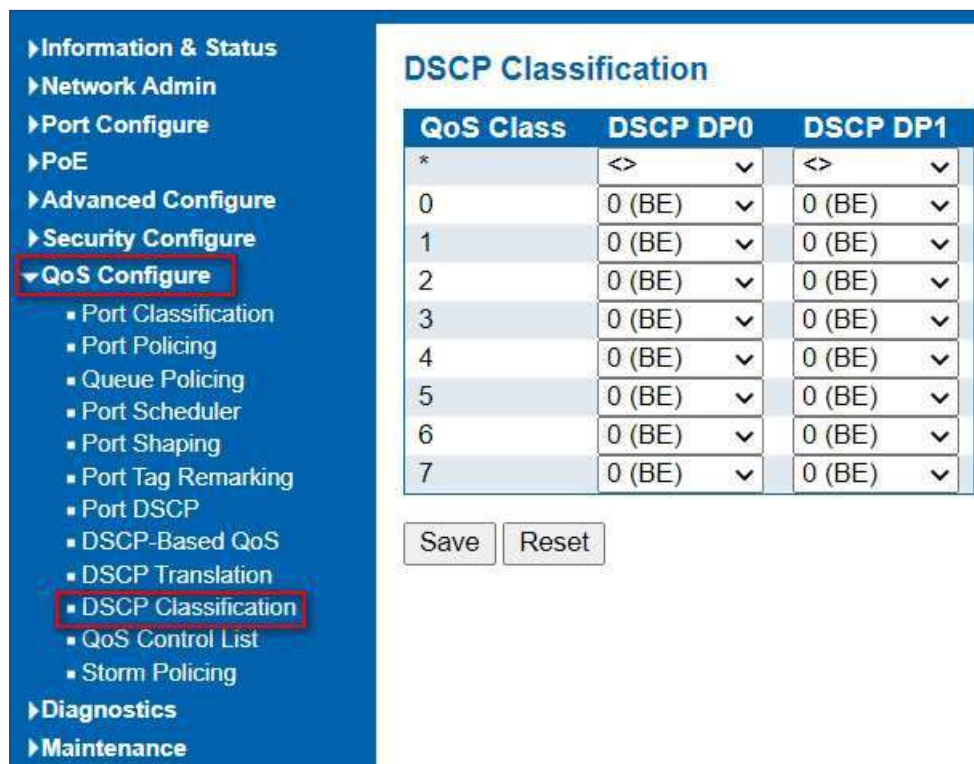 Information & Status
Network Admin
Port Configure
PoE
Advanced Configure
Security Configure
QoS Configure
Port Classification
Port Policing
Queue Policing
Port Scheduler
Port Shaping
Port Tag Remarking
Port DSCP
DSCP-Based QoS
DSCP Translation
DSCP Classification
QoS Control List
Storm Policing
Diagnostics
Maintenance
DSCP Classification
QoS Class DSCP DP0 DSCP DP1
* <> <>
0 0 (BE) 0 (BE)
1 0 (BE) 0 (BE)
2 0 (BE) 0 (BE)
3 0 (BE) 0 (BE)
4 0 (BE) 0 (BE)
5 0 (BE) 0 (BE)
6 0 (BE) 0 (BE)
7 0 (BE) 0 (BE)
Save Reset